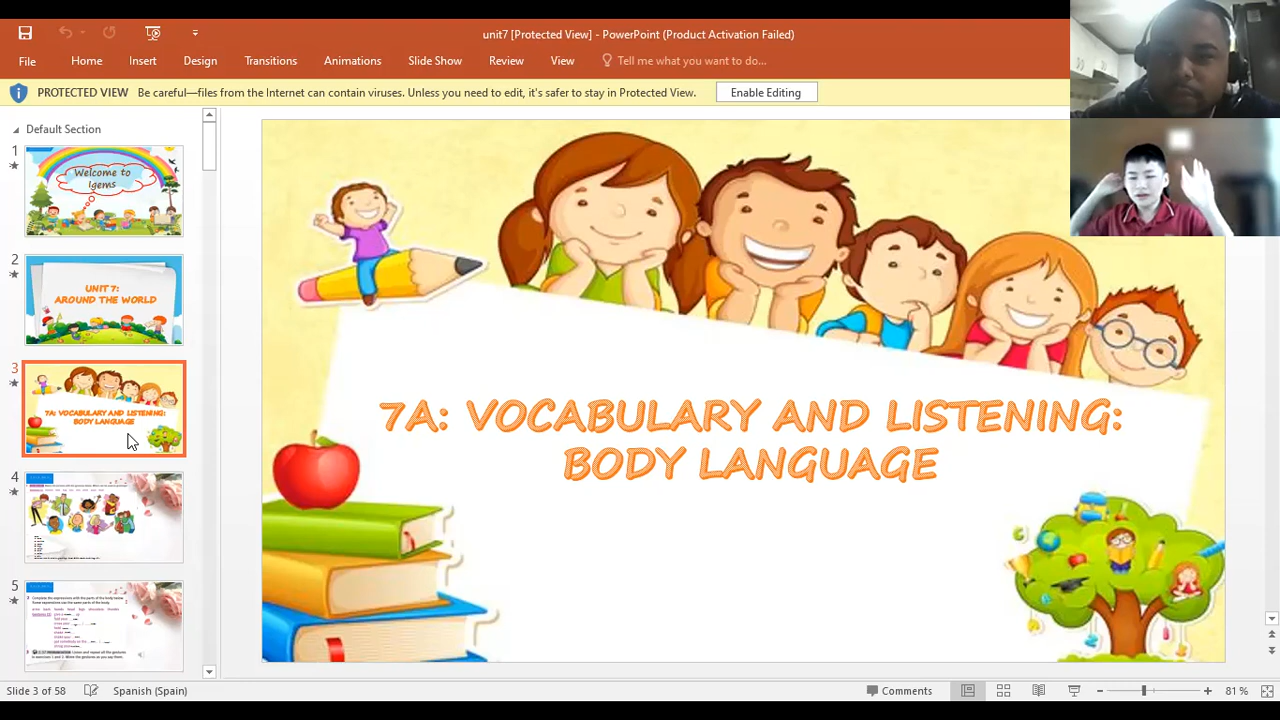 unit7 [Protected View] - PowerPoint (Product Activation Failed)
File Home Insert Design Transitions Animations Slide Show Review View Tell me what you want to do...
PROTECTED VIEW Be careful—files from the Internet can contain viruses. Unless you need to edit, it's safer to stay in Protected View. Enable Editing
Default Section
1
Welcome to
Igems
2
UNIT 7:
AROUND THE WORLD
3
7A: VOCABULARY AND LISTENING:
BODY LANGUAGE
4
5
7A: VOCABULARY AND LISTENING:
BODY LANGUAGE
Slide 3 of 58 Spanish (Spain) Comments 81 %